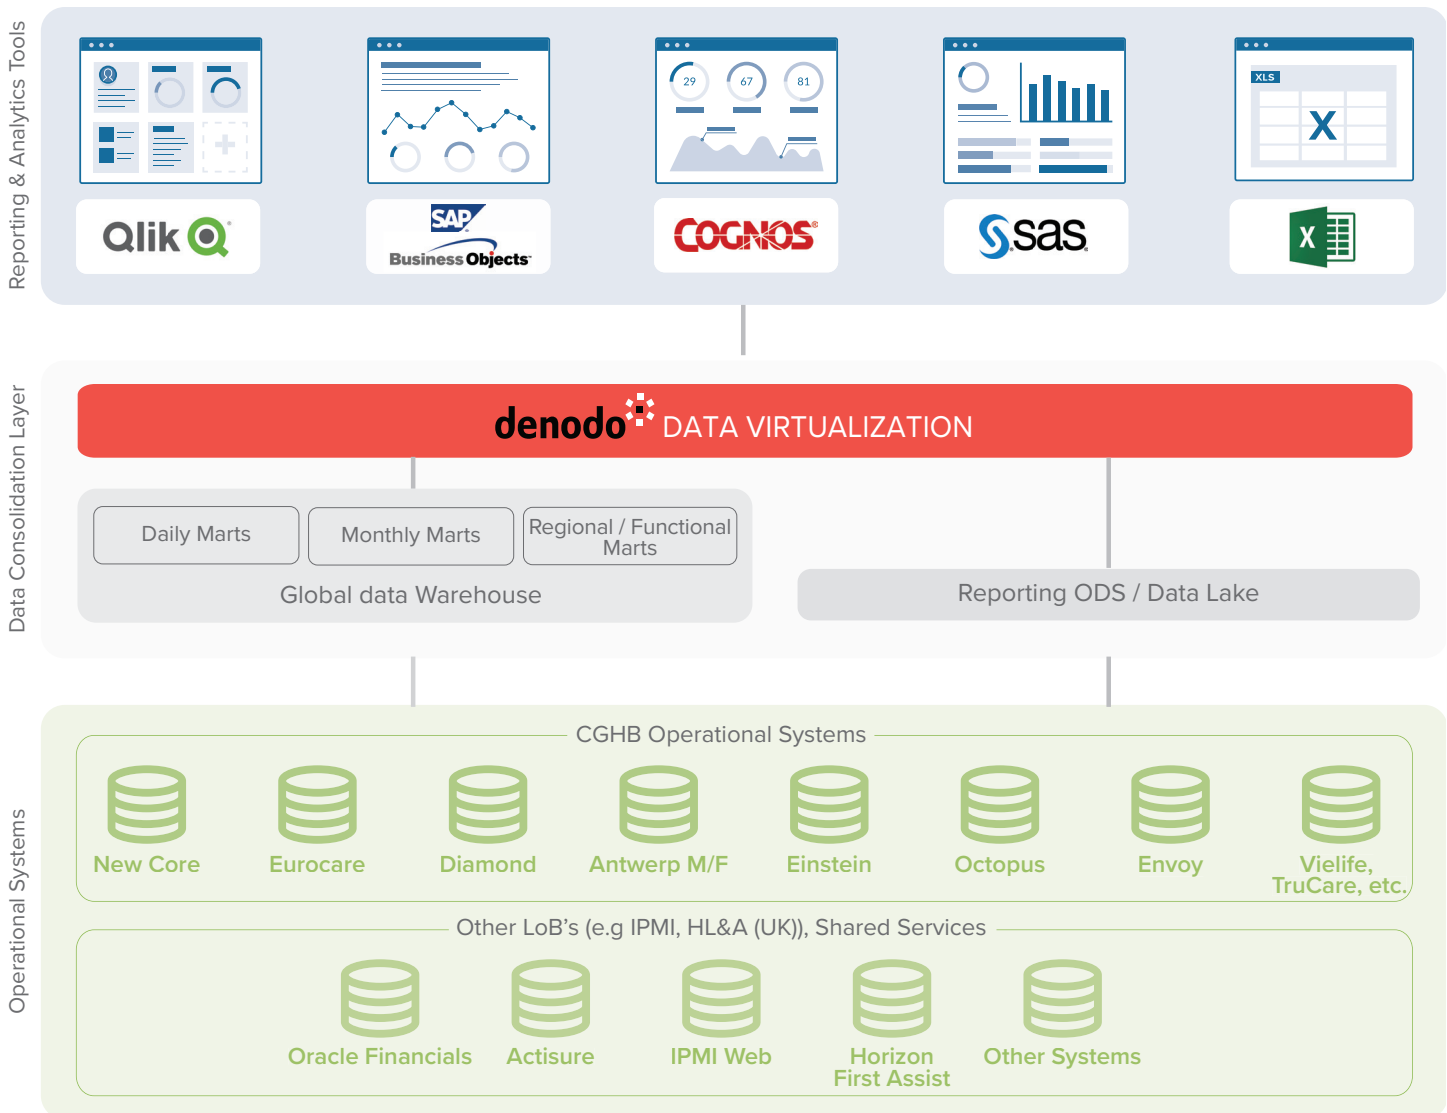 Reporting & Analytics Tools
29
67
81
XLS
X
Qlik
SAP
Business Objects
COGNOS®
sas
X
Data Consolidation Layer
denodo DATA VIRTUALIZATION
Daily Marts
Monthly Marts
Regional / Functional
Marts
Global data Warehouse
Reporting ODS / Data Lake
Operational Systems
CGHB Operational Systems
New Core
Eurocare
Diamond
Antwerp M/F
Einstein
Octopus
Envoy
Vielife,
TruCare, etc.
Other LoB’s (e.g IPMI, HL&A (UK)), Shared Services
Oracle Financials
Actisure
IPMI Web
Horizon
First Assist
Other Systems